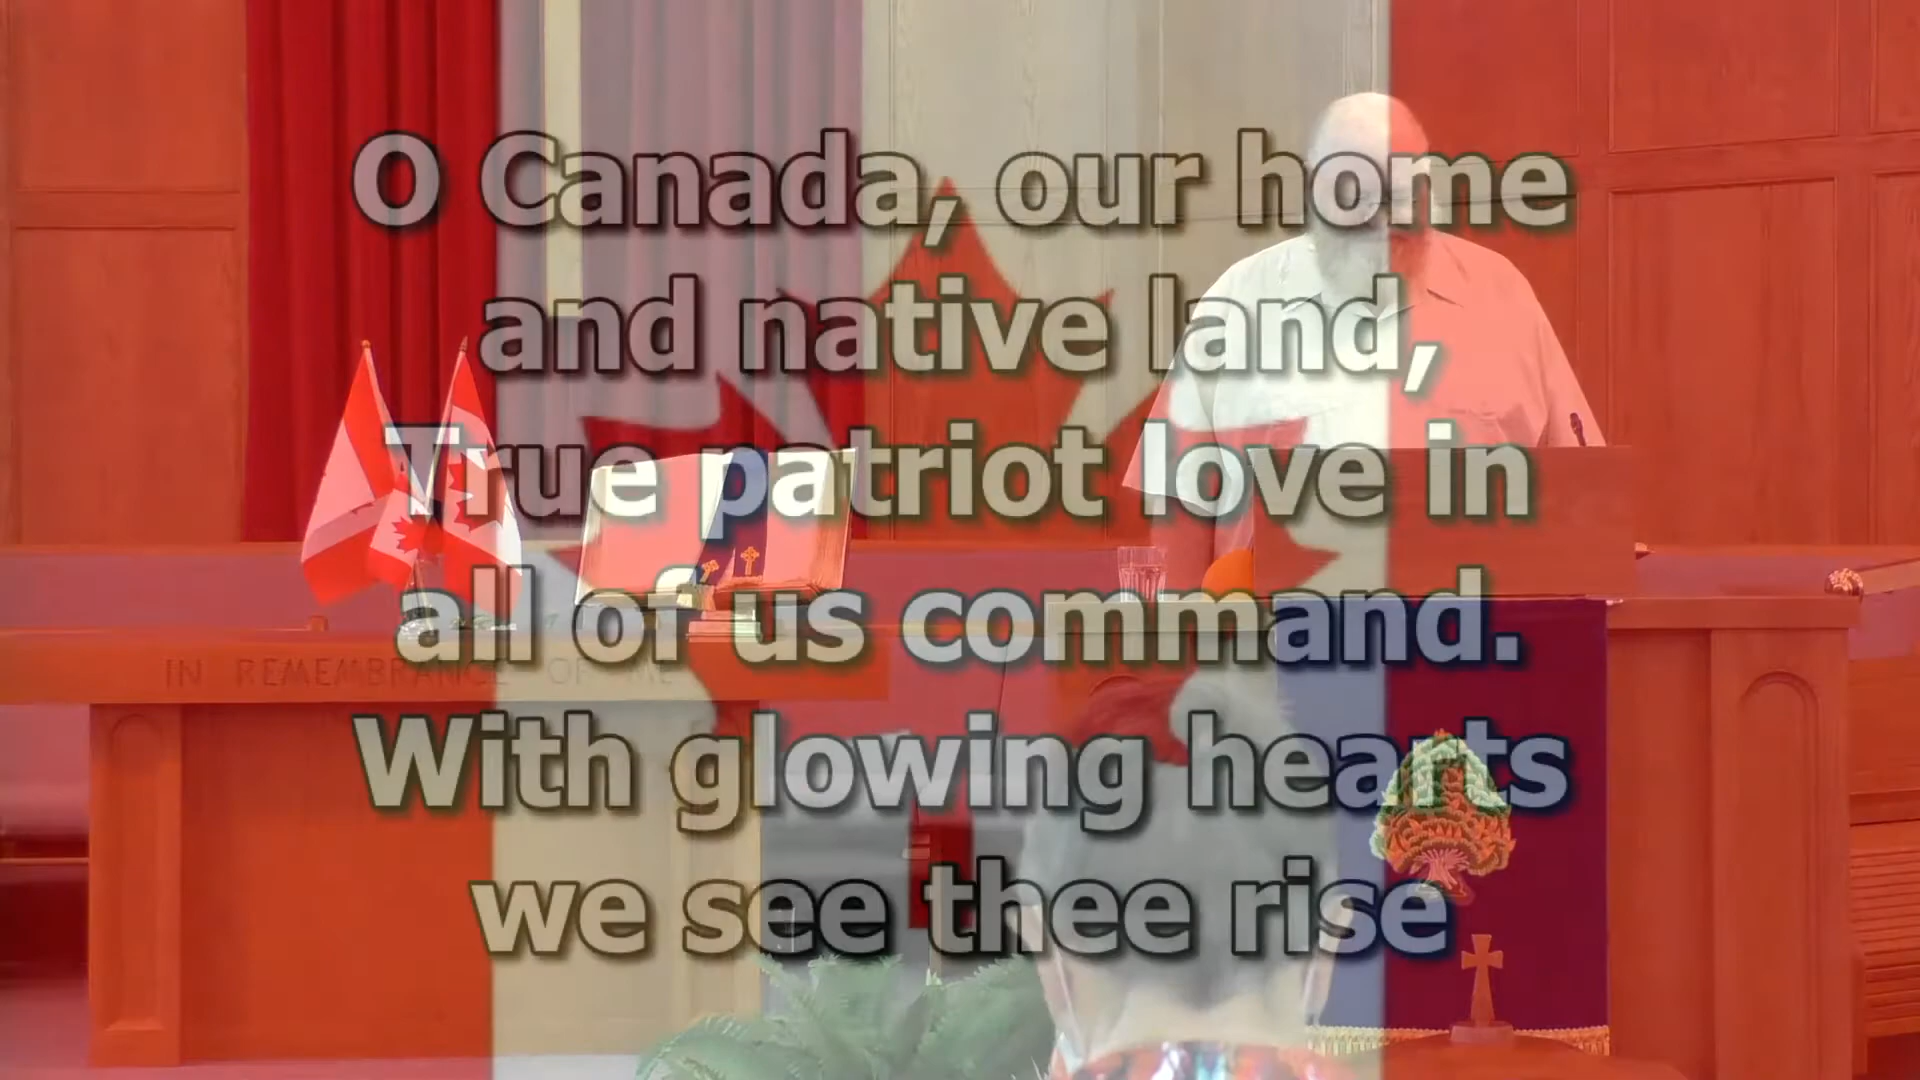 O Canada, our home
and native land,
True patriot love in
all of us command.
IN REMEMBRANCE OF ME
With glowing hearts
we see thee rise